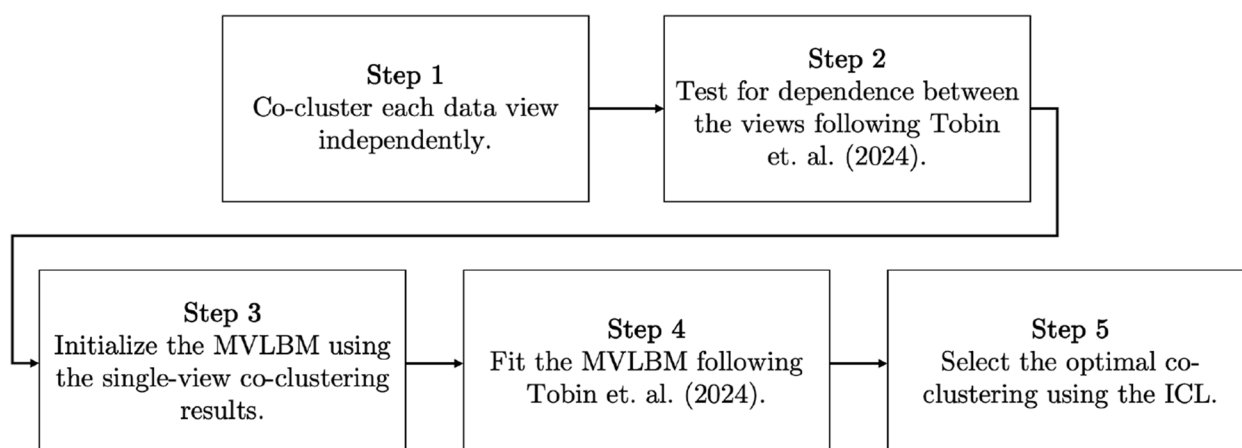 Step 1
Co-cluster each data view
independently.
Step 2
Test for dependence between
the views following Tobin
et. al. (2024).
Step 3
Initialize the MVLBM using
the single-view co-clustering
results.
Step 4
Fit the MVLBM following
Tobin et. al. (2024).
Step 5
Select the optimal co-
clustering using the ICL.